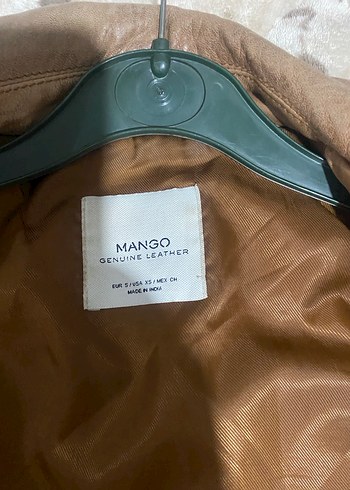 MANGO
GENUINE LEATHER
EUR S / USA XS / MEX CH
MADE IN INDIA